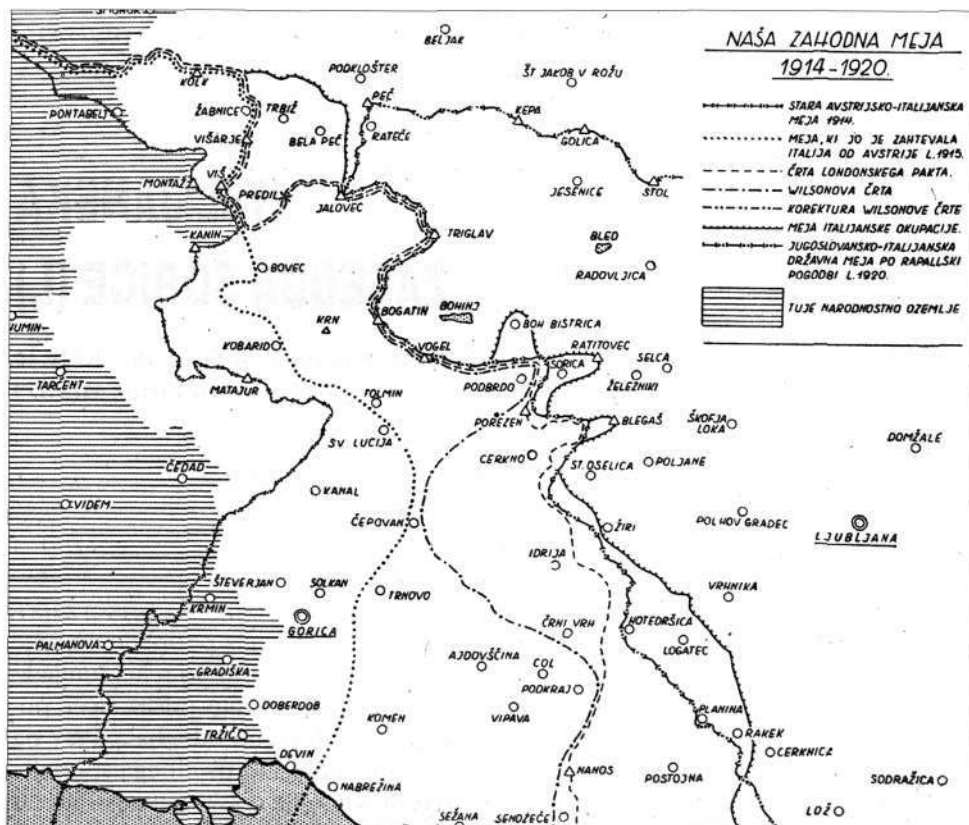 NAŠA ZAHODNA MEJA
1914-1920.
STARA AVSTRIJSKO-ITALIJANSKA
MEJA 1914.
MEJA, KI JO JE ZAHTEVALA
ITALIJA OD AVSTRIJE L.1915.
ČRTA LONDONSKEGA PAKTA.
WILSONOVA ČRTA
KOREKTURA WILSONOVE ČRTE
MEJA ITALIJANSKE OKUPACIJE.
JUGOSLOVANSKO-ITALIJANSKA
DRŽAVNA MEJA PO RAPALLSKI
POGODBI L.1920.
TUJE NARODNOSTNO OZEMLJE
BELJAK
PODKLOŠTER
ŠT JAKOB V ROŽU
KOLK
PEČ
ŽABNICE
TRBIŽ
PONTABELJ
KEPA
RATEČE
BELA PEČ
GOLICA
VIŠARJE
MONTAŽ
VIŠ
PREDIL
JALOVEC
JESENICE
STOL
TRIGLAV
BLED
KANIN
BOVEC
RADOVLJICA
BOHINJ
BOGATIN
KRN
BOH BISTRICA
KOBARID
VOGEL
RATITOVEC
SORICA
SELCA
ŽELEZNIKI
PODBRDO
TARČENT
MATAJUR
TOLMIN
POREZEN
BLEGAŠ
ŠKOFJA
LOKA
SV. LUCIJA
DOMŽALE
CERKNO
ČEDAD
ST. OSELICA
POLJANE
KANAL
VIDEM
ČEPOVAN
ŽIRI
POLHOV GRADEC
LJUBLJANA
IDRIJA
ŠTEVERJAN
SOLKAN
TRNOVO
VRHNIKA
KRMIN
GORICA
ČRNI VRH
HOTEDRŠICA
LOGATEC
PALMANOVA
GRADIŠKA
AJDOVŠČINA
COL
PODKRAJ
DOBERDOB
VIPAVA
PLANINA
TRŽIČ
KOMEN
RAKEK
CERKNICA
DEVIN
NANOS
POSTOJNA
SODRAŽICA
NABREŽINA
SEŽANA
SENOŽEČE
LOŽ